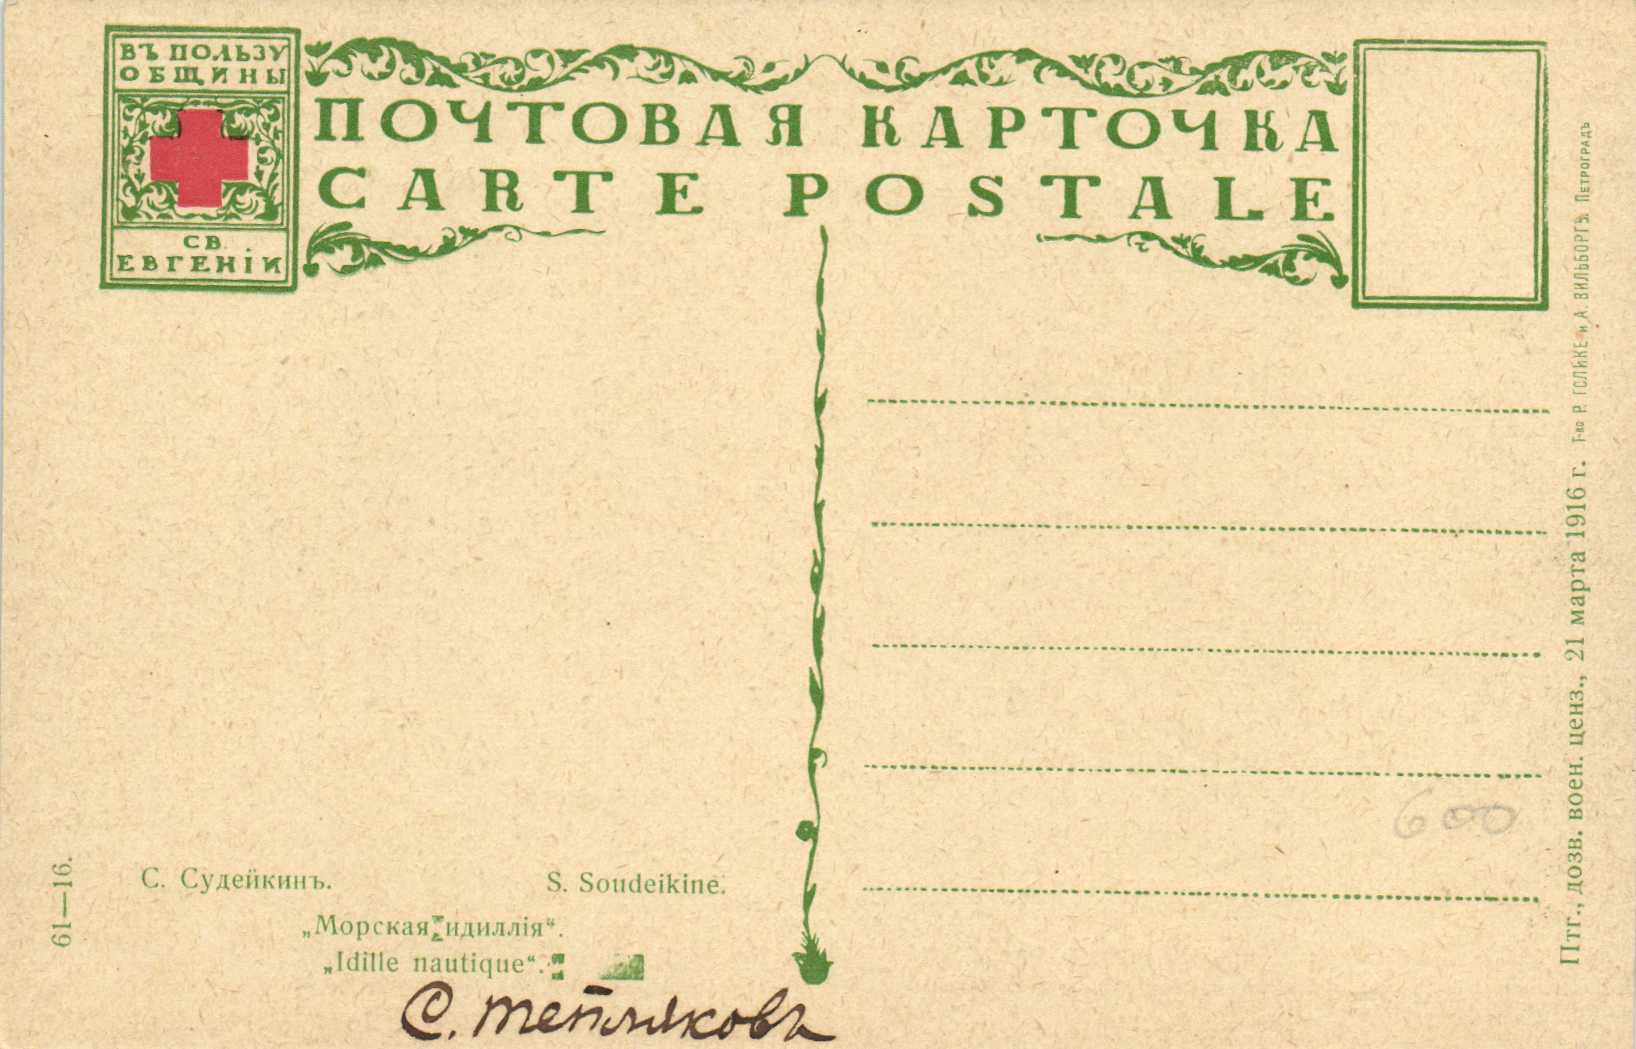 ВЪ ПОЛЬЗУ
ОБЩИНЫ
СВ.
ЕВГЕНІИ
ПОЧТОВАЯ КАРТОЧКА
CARTE POSTALE
61—16.
С. Судейкинъ.
S. Soudeikine.
„Морская идиллія“.
„Idille nautique“.
С. Тепляковъ
600
Птг., дозв. воен. ценз., 21 марта 1916 г. Т-во Р. ГОЛИКЕ и А. ВИЛЬБОРГЪ. ПЕТРОГРАДЪ